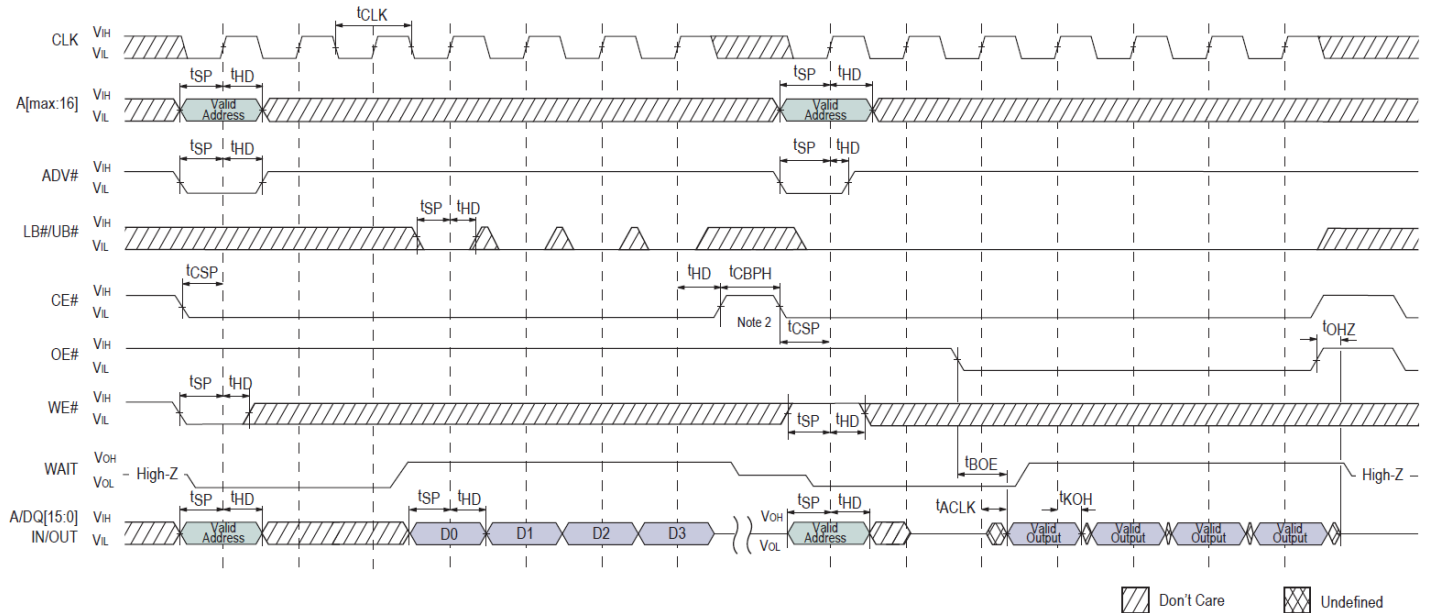 tCLK
CLK VIH
VIL
tSP tHD tSP tHD
A[max:16] VIH
VIL
Valid Address Valid Address
tSP tHD tSP tHD
ADV# VIH
VIL
tSP tHD
LB#/UB# VIH
VIL
tCSP tHD tCBPH
CE# VIH
VIL
Note 2
tCSP tOHZ
OE# VIH
VIL
tSP tHD
WE# VIH
VIL
tSP tHD
WAIT VOH
VOL
High-Z High-Z
tBOE
tSP tHD tSP tHD tSP tHD tACLK tKOH
A/DQ[15:0] VIH
IN/OUT VIL
VOH
VOL
Valid Address D0 D1 D2 D3 Valid Address Valid Output Valid Output Valid Output Valid Output
Don't Care Undefined